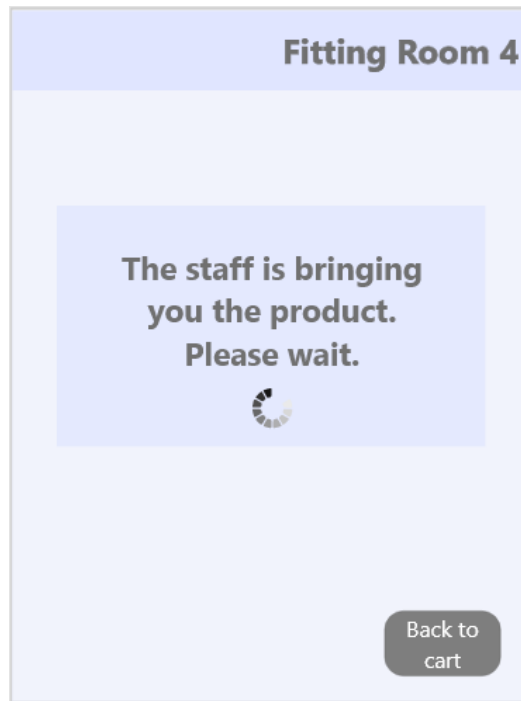 Fitting Room 4
The staff is bringing
you the product.
Please wait.
Back to
cart